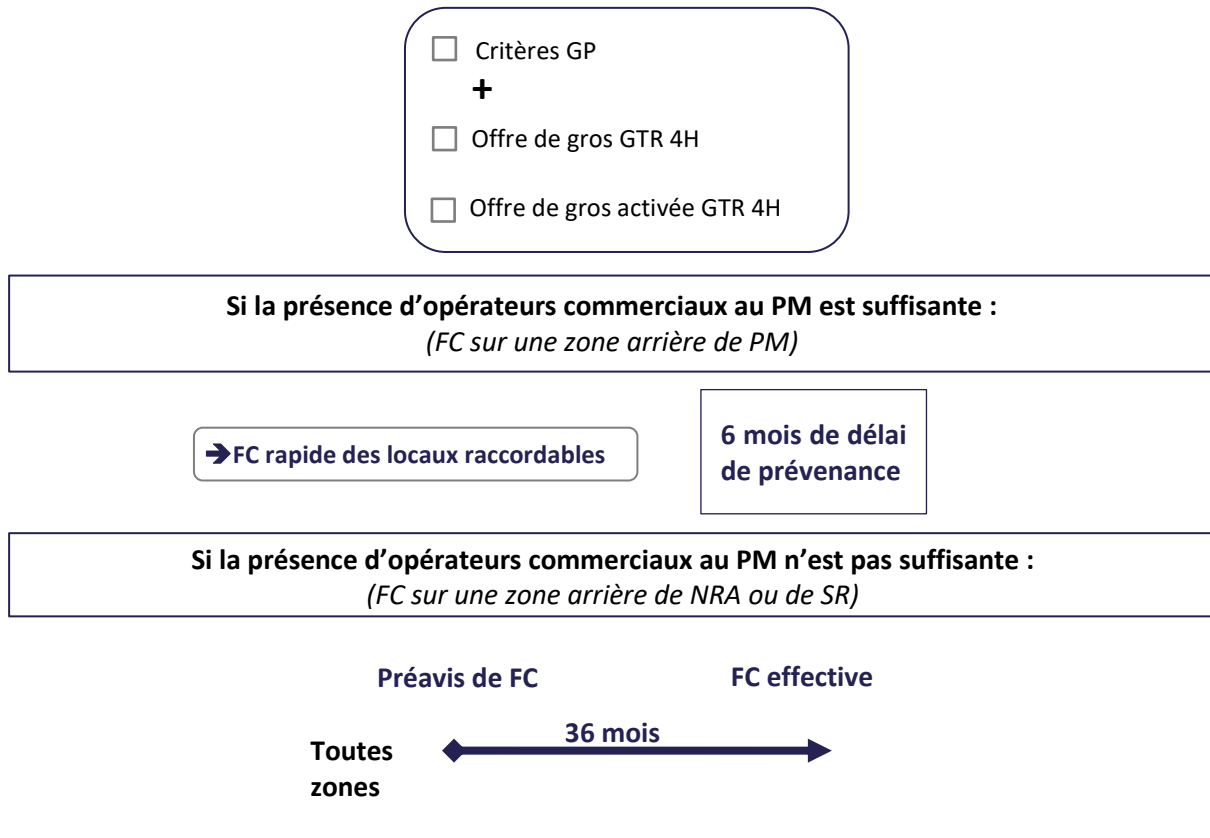 Critères GP
+
Offre de gros GTR 4H
Offre de gros activée GTR 4H
Si la présence d’opérateurs commerciaux au PM est suffisante :
(FC sur une zone arrière de PM)
➔FC rapide des locaux raccordables
6 mois de délai
de prévenance
Si la présence d’opérateurs commerciaux au PM n’est pas suffisante :
(FC sur une zone arrière de NRA ou de SR)
Préavis de FC
FC effective
36 mois
Toutes
zones